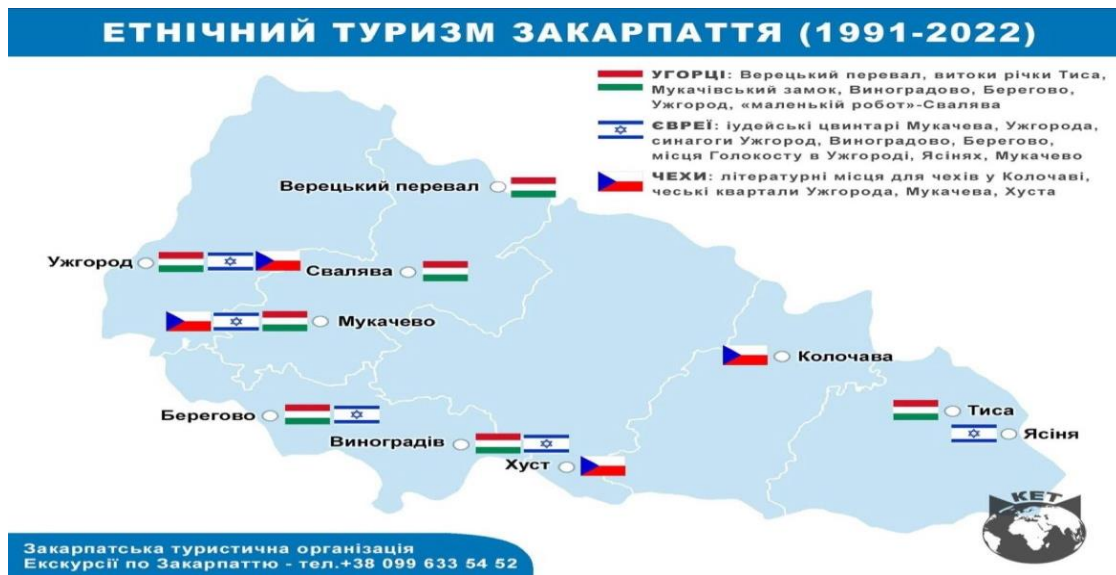 ЕТНІЧНИЙ ТУРИЗМ ЗАКАРПАТТЯ (1991-2022)
УГОРЦІ: Верецький перевал, витоки річки Тиса,
Мукачівський замок, Виноградово, Берегово,
Ужгород, «маленькій робот»-Свалява
ЄВРЕЇ: іудейські цвинтарі Мукачева, Ужгорода,
синагоги Ужгород, Виноградово, Берегово,
місця Голокосту в Ужгороді, Ясінях, Мукачево
ЧЕХИ: літературні місця для чехів у Колочаві,
чеські квартали Ужгорода, Мукачева, Хуста
Верецький перевал
Ужгород
Свалява
Мукачево
Колочава
Берегово
Тиса
Виноградів
Ясіня
Хуст
КЕТ
Закарпатська туристична організація
Екскурсії по Закарпаттю - тел.+38 099 633 54 52